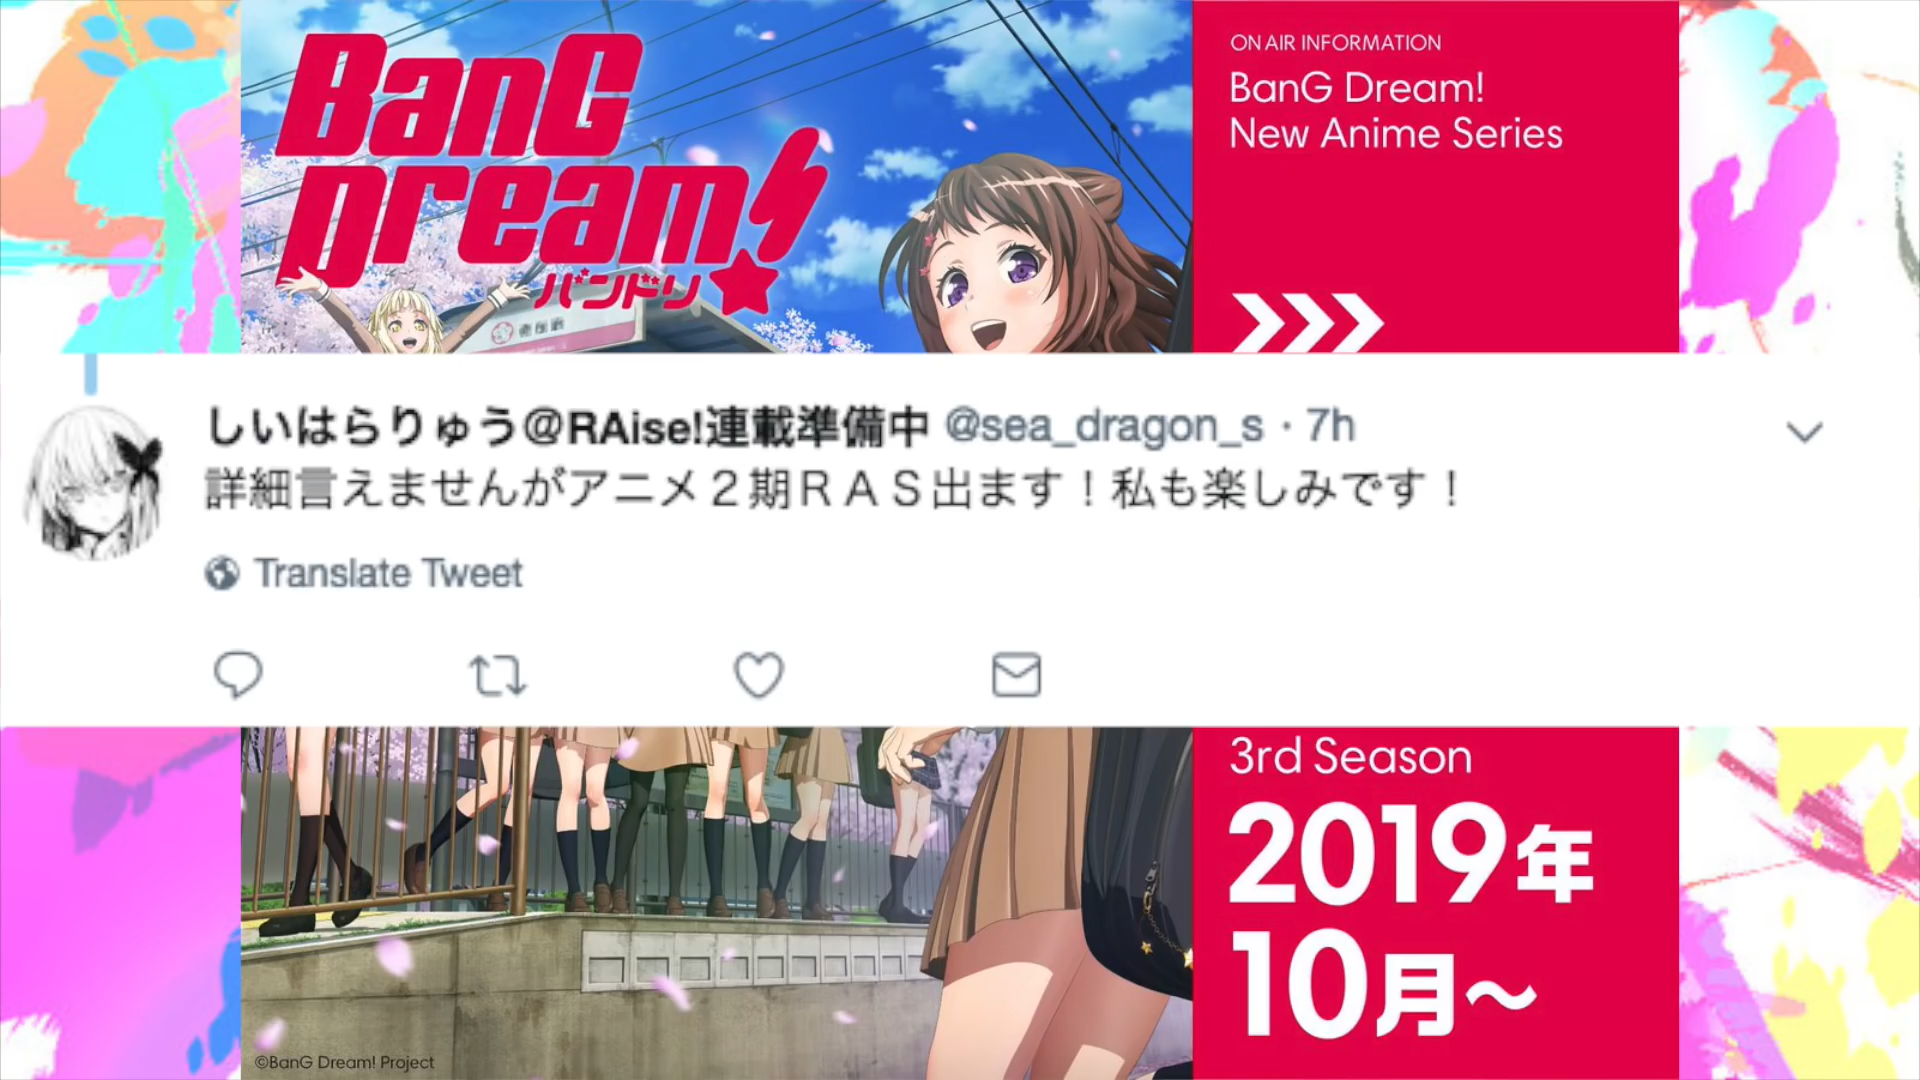 BanG
Dream!
バンドリ
ON AIR INFORMATION
BanG Dream!
New Anime Series
しいはらりゅう@RAise!連載準備中 @sea_dragon_s · 7h
詳細言えませんがアニメ２期ＲＡＳ出ます！私も楽しみです！
Translate Tweet
3rd Season
2019年
10月～
©BanG Dream! Project